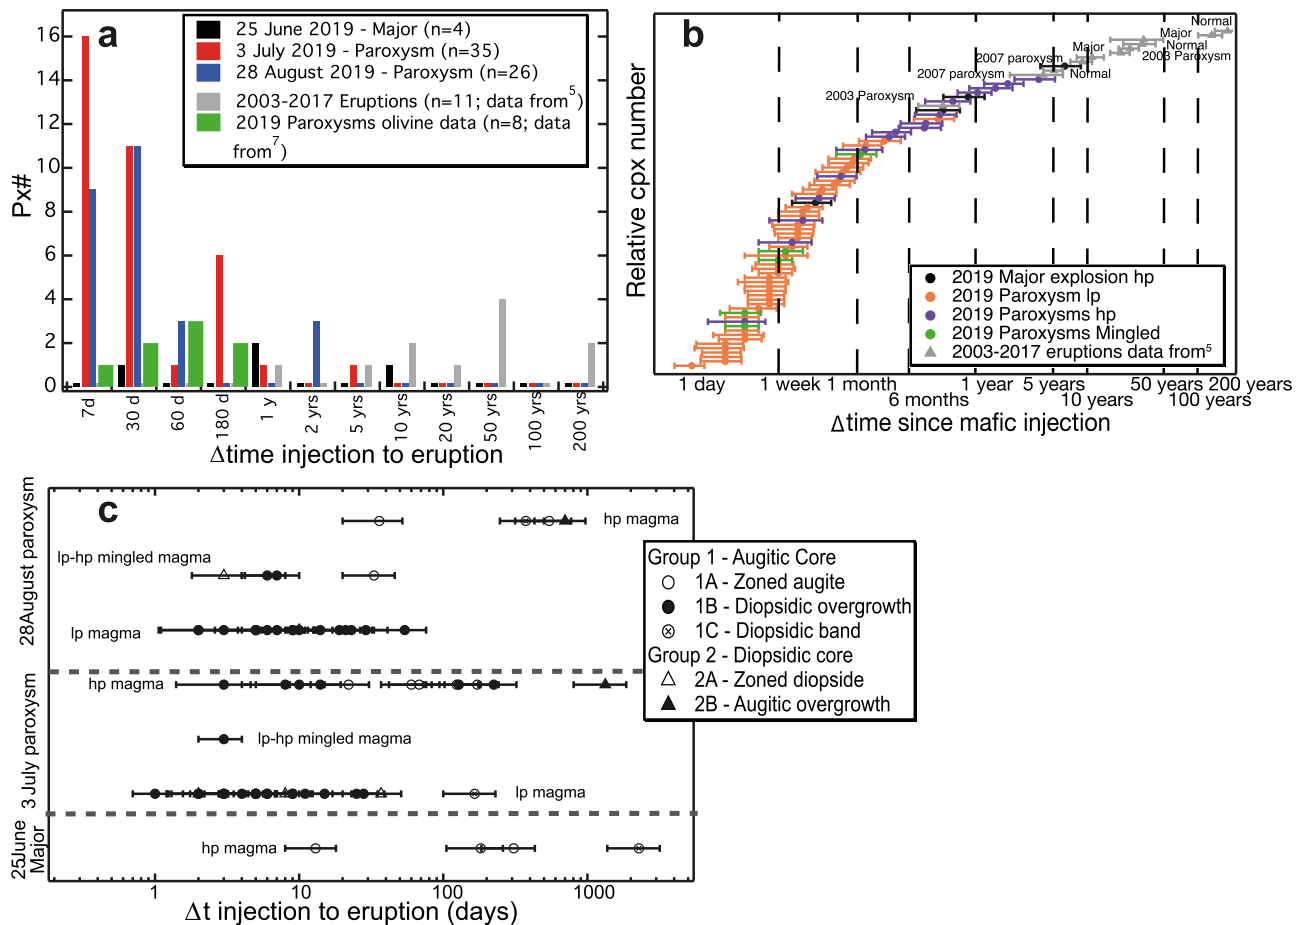 a
25 June 2019 - Major (n=4)
3 July 2019 - Paroxysm (n=35)
28 August 2019 - Paroxysm (n=26)
2003-2017 Eruptions (n=11; data from5)
2019 Paroxysms olivine data (n=8; data
from7)
Px#
16
14
12
10
8
6
4
2
0
7d
30 d
60 d
180 d
1 y
2 yrs
5 yrs
10 yrs
20 yrs
50 yrs
100 yrs
200 yrs
Δtime injection to eruption
b
Relative cpx number
Normal
Major
Normal
2003 Paroxysm
Major
2007 paroxysm
2007 paroxysm
Normal
2003 Paroxysm
2019 Major explosion hp
2019 Paroxysm lp
2019 Paroxysms hp
2019 Paroxysms Mingled
2003-2017 eruptions data from5
1 day
1 week
1 month
6 months
1 year
5 years
10 years
50 years
100 years
200 years
Δtime since mafic injection
c
28August paroxysm
hp magma
lp-hp mingled magma
lp magma
3 July paroxysm
hp magma
lp-hp mingled magma
lp magma
25June
Major
hp magma
Group 1 - Augitic Core
1A - Zoned augite
1B - Diopsidic overgrowth
1C - Diopsidic band
Group 2 - Diopsidic core
2A - Zoned diopside
2B - Augitic overgrowth
1
10
100
1000
Δt injection to eruption (days)